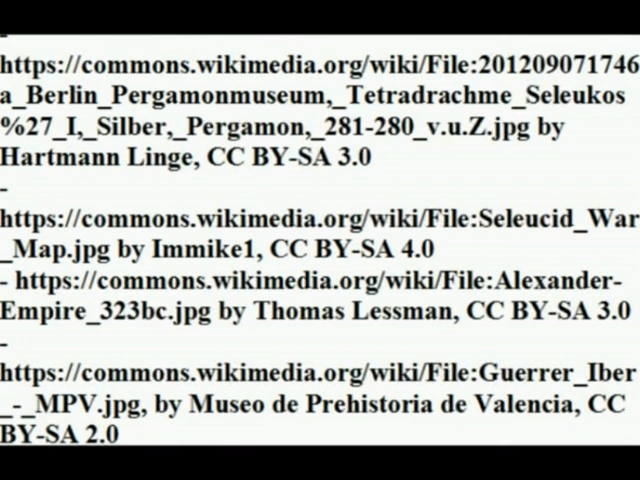 -
https://commons.wikimedia.org/wiki/File:201209071746
a_Berlin_Pergamonmuseum,_Tetradrachme_Seleukos
%27_I,_Silber,_Pergamon,_281-280_v.u.Z.jpg by
Hartmann Linge, CC BY-SA 3.0
-
https://commons.wikimedia.org/wiki/File:Seleucid_War
_Map.jpg by Immike1, CC BY-SA 4.0
- https://commons.wikimedia.org/wiki/File:Alexander-
Empire_323bc.jpg by Thomas Lessman, CC BY-SA 3.0
-
https://commons.wikimedia.org/wiki/File:Guerrer_Iber
_-_MPV.jpg, by Museo de Prehistoria de Valencia, CC
BY-SA 2.0